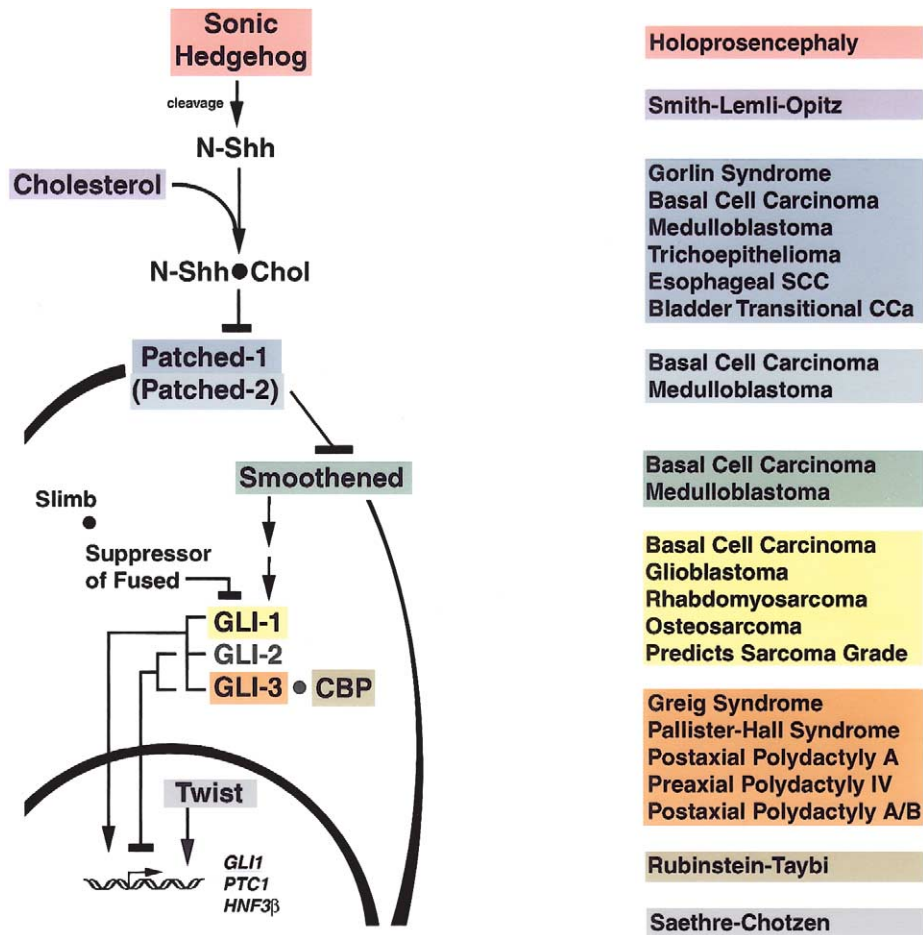 Sonic
Hedgehog
cleavage
N-Shh
Cholesterol
N-Shh●Chol
Patched-1
(Patched-2)
Smoothened
Slimb
Suppressor
of Fused
GLI-1
GLI-2
GLI-3 ● CBP
Twist
GLI1
PTC1
HNF3β
Holoprosencephaly
Smith-Lemli-Opitz
Gorlin Syndrome
Basal Cell Carcinoma
Medulloblastoma
Trichoepithelioma
Esophageal SCC
Bladder Transitional CCa
Basal Cell Carcinoma
Medulloblastoma
Basal Cell Carcinoma
Medulloblastoma
Basal Cell Carcinoma
Glioblastoma
Rhabdomyosarcoma
Osteosarcoma
Predicts Sarcoma Grade
Greig Syndrome
Pallister-Hall Syndrome
Postaxial Polydactyly A
Preaxial Polydactyly IV
Postaxial Polydactyly A/B
Rubinstein-Taybi
Saethre-Chotzen